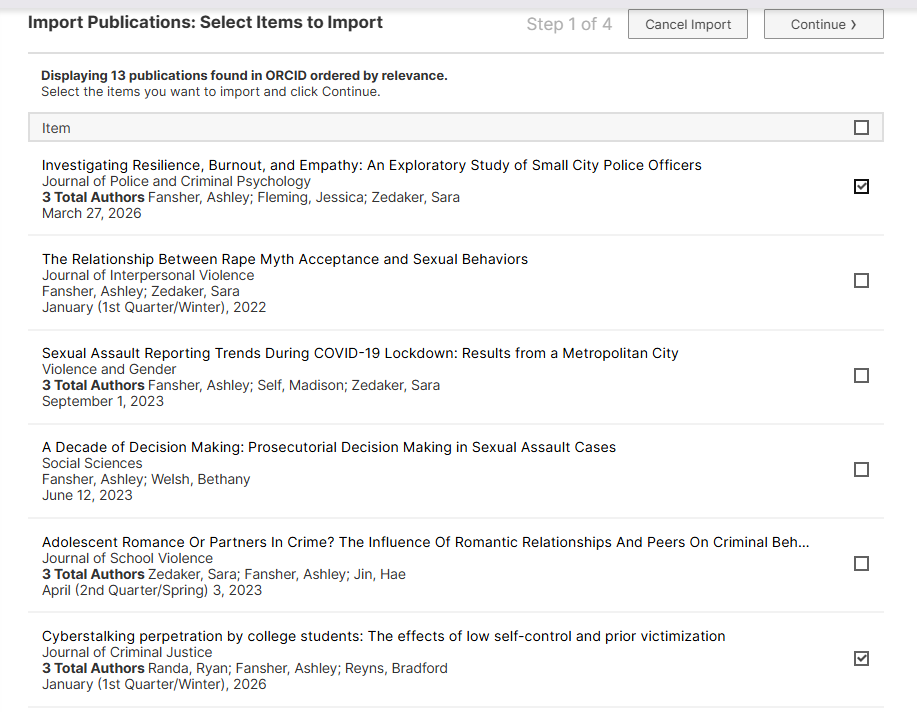 Import Publications: Select Items to Import
Step 1 of 4
Cancel Import
Continue ›
Displaying 13 publications found in ORCID ordered by relevance.
Select the items you want to import and click Continue.
Item
Investigating Resilience, Burnout, and Empathy: An Exploratory Study of Small City Police Officers
Journal of Police and Criminal Psychology
3 Total Authors Fansher, Ashley; Fleming, Jessica; Zedaker, Sara
March 27, 2026
The Relationship Between Rape Myth Acceptance and Sexual Behaviors
Journal of Interpersonal Violence
Fansher, Ashley; Zedaker, Sara
January (1st Quarter/Winter), 2022
Sexual Assault Reporting Trends During COVID-19 Lockdown: Results from a Metropolitan City
Violence and Gender
3 Total Authors Fansher, Ashley; Self, Madison; Zedaker, Sara
September 1, 2023
A Decade of Decision Making: Prosecutorial Decision Making in Sexual Assault Cases
Social Sciences
Fansher, Ashley; Welsh, Bethany
June 12, 2023
Adolescent Romance Or Partners In Crime? The Influence Of Romantic Relationships And Peers On Criminal Beh...
Journal of School Violence
3 Total Authors Zedaker, Sara; Fansher, Ashley; Jin, Hae
April (2nd Quarter/Spring) 3, 2023
Cyberstalking perpetration by college students: The effects of low self-control and prior victimization
Journal of Criminal Justice
3 Total Authors Randa, Ryan; Fansher, Ashley; Reyns, Bradford
January (1st Quarter/Winter), 2026